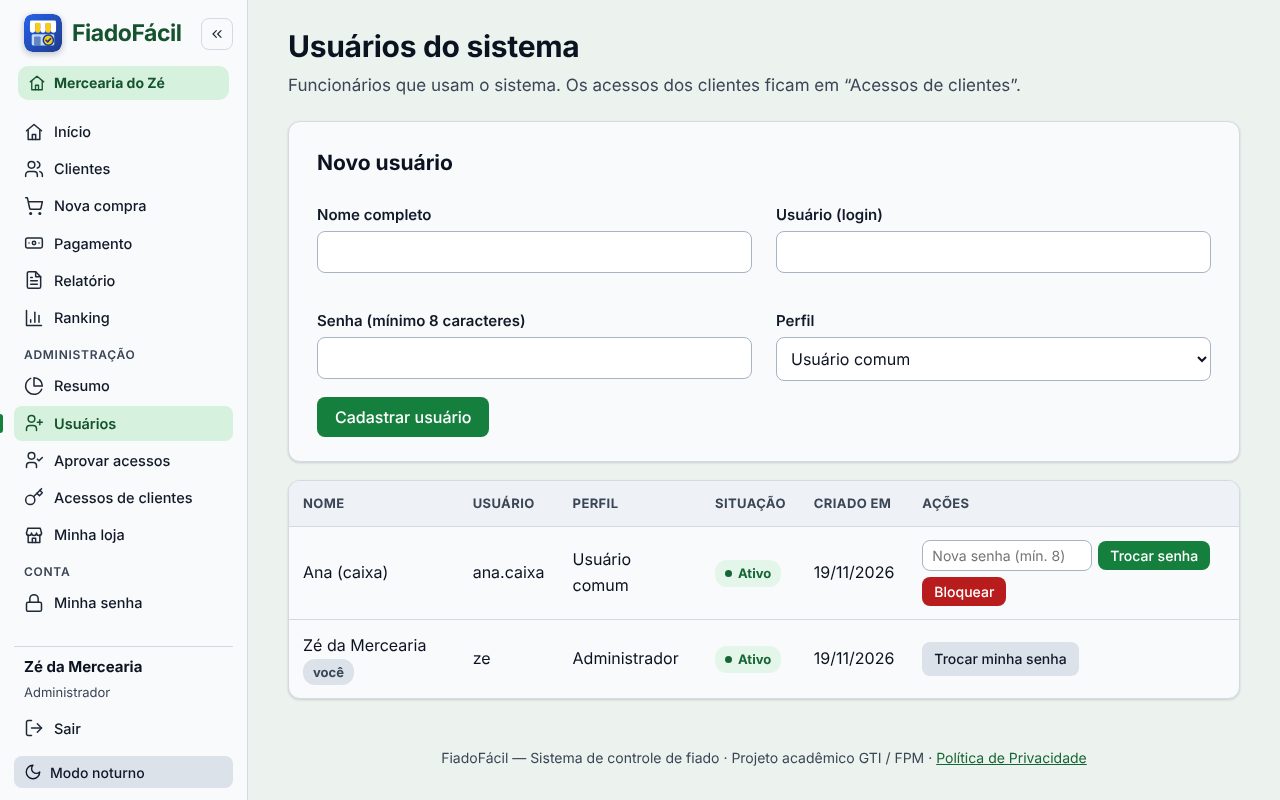 FiadoFácil
«
Mercearia do Zé
Início
Clientes
Nova compra
Pagamento
Relatório
Ranking
ADMINISTRAÇÃO
Resumo
Usuários
Aprovar acessos
Acessos de clientes
Minha loja
CONTA
Minha senha
Zé da Mercearia
Administrador
Sair
Modo noturno
Usuários do sistema
Funcionários que usam o sistema. Os acessos dos clientes ficam em “Acessos de clientes”.
Novo usuário
Nome completo
Usuário (login)
Senha (mínimo 8 caracteres)
Perfil
Usuário comum
Cadastrar usuário
NOME USUÁRIO PERFIL SITUAÇÃO CRIADO EM AÇÕES
Ana (caixa) ana.caixa Usuário comum Ativo 19/11/2026 Nova senha (mín. 8) Trocar senha
Bloquear
Zé da Mercearia você ze Administrador Ativo 19/11/2026 Trocar minha senha
FiadoFácil — Sistema de controle de fiado · Projeto acadêmico GTI / FPM · Política de Privacidade